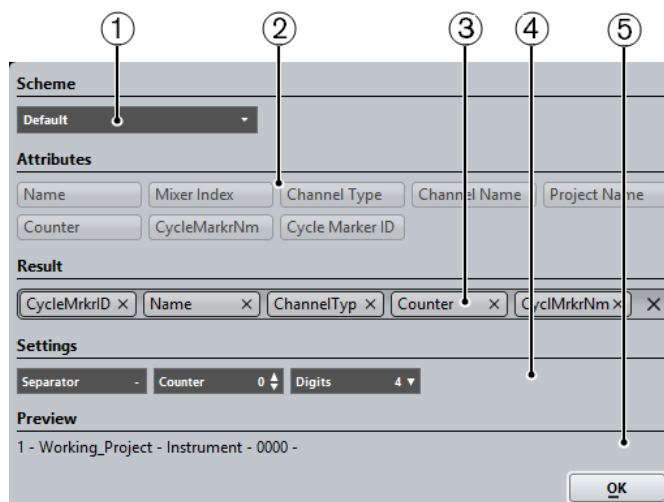 ① ② ③ ④ ⑤
Scheme
Default
Attributes
Name Mixer Index Channel Type Channel Name Project Name
Counter CycleMarkrNm Cycle Marker ID
Result
CycleMrkrID × Name × ChannelTyp × Counter × CyclMrkrNm × ×
Settings
Separator - Counter 0 Digits 4
Preview
1 - Working_Project - Instrument - 0000 -
OK